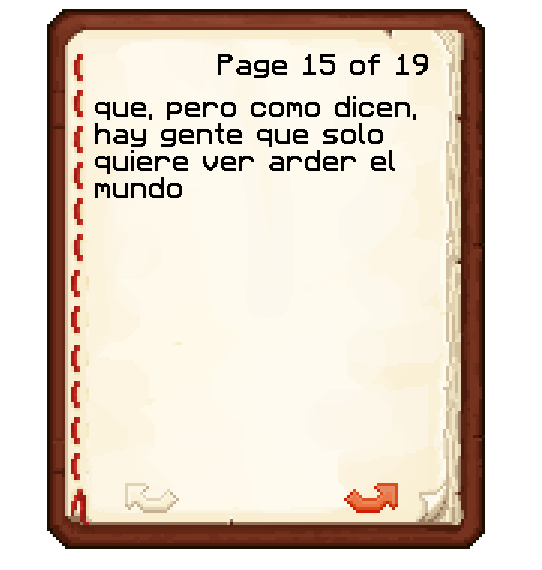 Page 15 of 19
que, pero como dicen,
hay gente que solo
quiere ver arder el
mundo